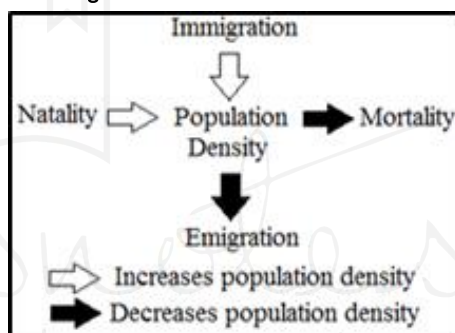 Immigration
Natality Population Mortality
Density
Emigration
Increases population density
Decreases population density